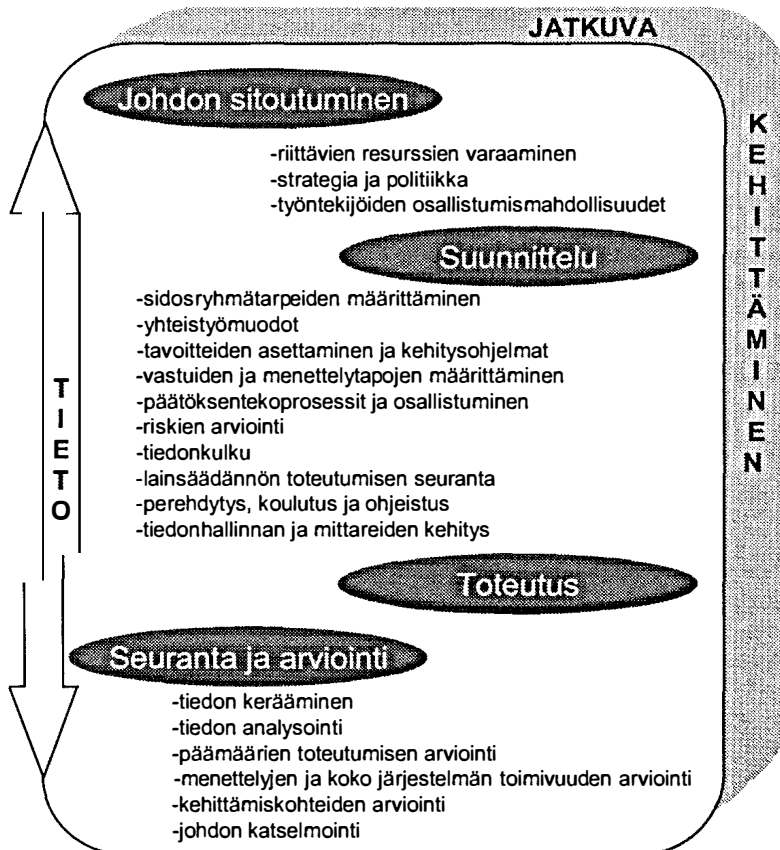 JATKUVA
KEHITTÄMINEN
Johdon sitoutuminen
-riittävien resurssien varaaminen
-strategia ja politiikka
-työntekijöiden osallistumismahdollisuudet
Suunnittelu
-sidosryhmätarpeiden määrittäminen
-yhteistyömuodot
-tavoitteiden asettaminen ja kehitysohjelmat
-vastuiden ja menettelytapojen määrittäminen
-päätöksentekoprosessit ja osallistuminen
-riskien arviointi
-tiedonkulku
-lainsäädännön toteutumisen seuranta
-perehdytys, koulutus ja ohjeistus
-tiedonhallinnan ja mittareiden kehitys
TIETO
Toteutus
Seuranta ja arviointi
-tiedon kerääminen
-tiedon analysointi
-päämäärien toteutumisen arviointi
-menettelyjen ja koko järjestelmän toimivuuden arviointi
-kehittämiskohteiden arviointi
-johdon katselmointi